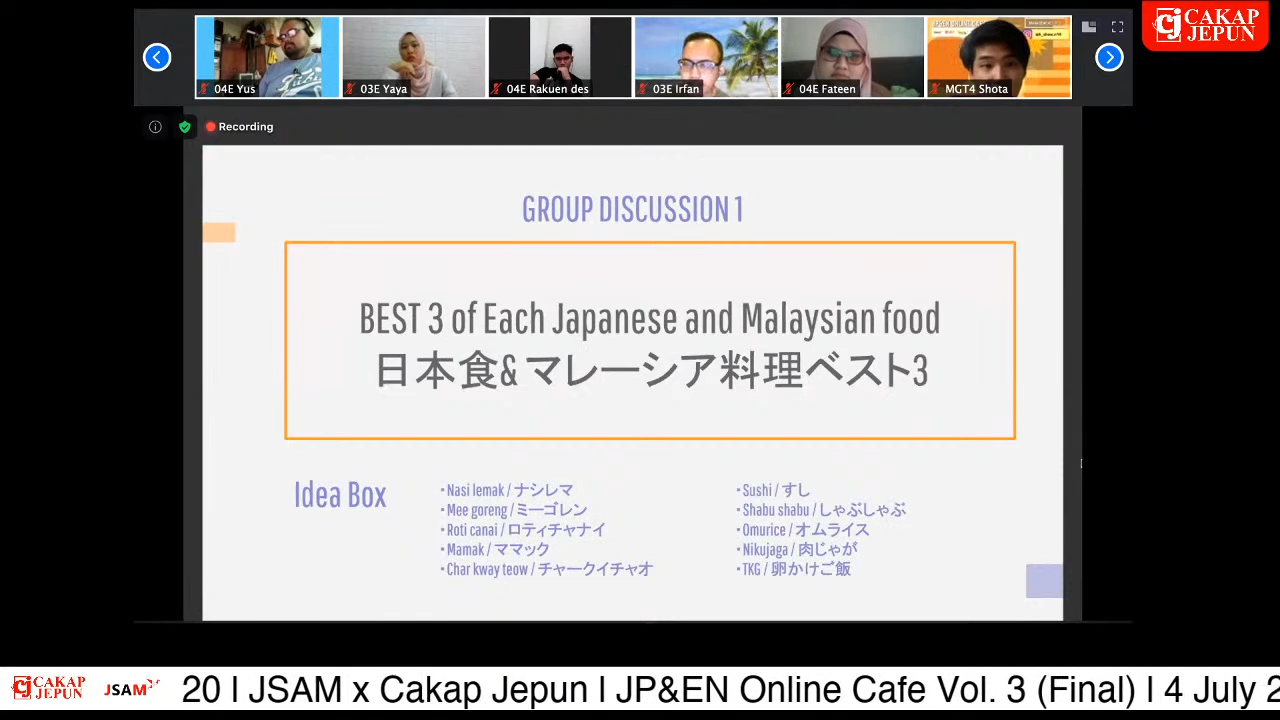 CAKAP
JEPUN
04E Yus
03E Yaya
04E Rakuen des
03E Irfan
04E Fateen
MGT4 Shota
Recording
GROUP DISCUSSION 1
BEST 3 of Each Japanese and Malaysian food
日本食&マレーシア料理ベスト3
Idea Box
・Nasi lemak / ナシレマ
・Mee goreng / ミーゴレン
・Roti canai / ロティチャナイ
・Mamak / ママック
・Char kway teow / チャークイチャオ
・Sushi / すし
・Shabu shabu / しゃぶしゃぶ
・Omurice / オムライス
・Nikujaga / 肉じゃが
・TKG / 卵かけご飯
CAKAP
JEPUN
JSAM
20 I JSAM x Cakap Jepun I JP&EN Online Cafe Vol. 3 (Final) I 4 July 2